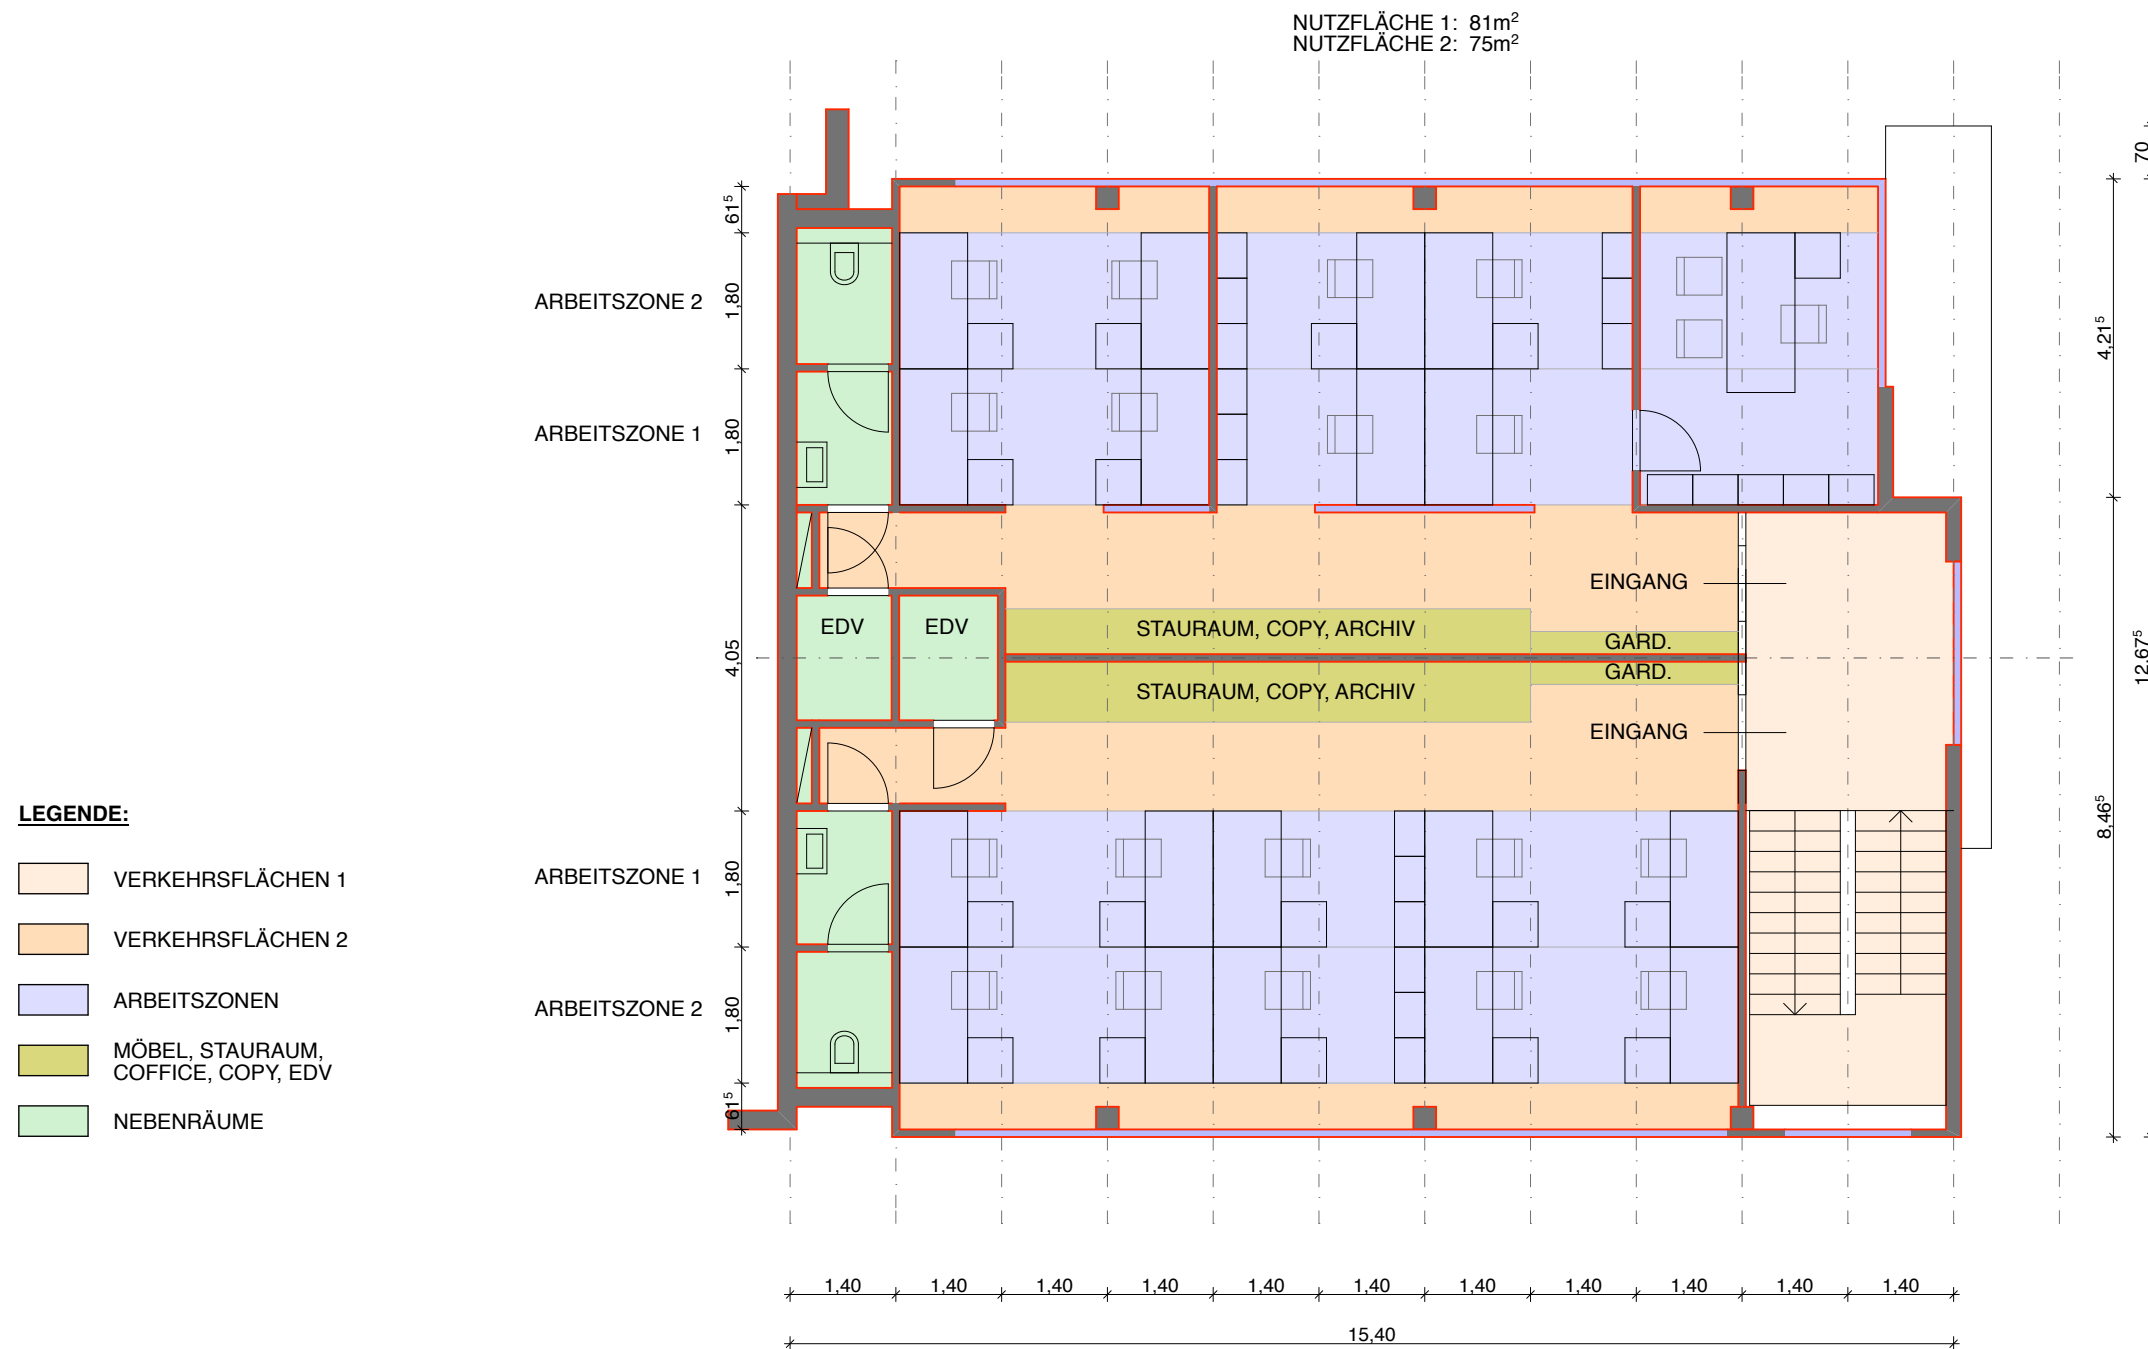 NUTZFLÄCHE 1: 81m²
NUTZFLÄCHE 2: 75m²
70
61⁵
ARBEITSZONE 2
1,80
4,21⁵
ARBEITSZONE 1
1,80
EINGANG
EDV
EDV
STAURAUM, COPY, ARCHIV
GARD.
4,05
12.67⁵
GARD.
STAURAUM, COPY, ARCHIV
EINGANG
LEGENDE:
8,46⁵
VERKEHRSFLÄCHEN 1
ARBEITSZONE 1
1,80
VERKEHRSFLÄCHEN 2
ARBEITSZONEN
ARBEITSZONE 2
1,80
MÖBEL, STAURAUM,
COFFICE, COPY, EDV
61⁵
NEBENRÄUME
1,40 1,40 1,40 1,40 1,40 1,40 1,40 1,40 1,40 1,40 1,40
15,40